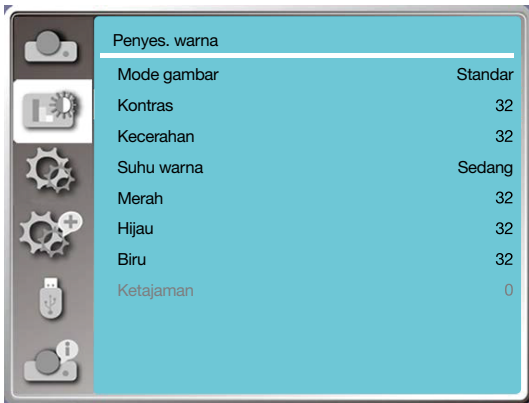 Penyes. warna
Mode gambar Standar
Kontras 32
Kecerahan 32
Suhu warna Sedang
Merah 32
Hijau 32
Biru 32
Ketajaman 0